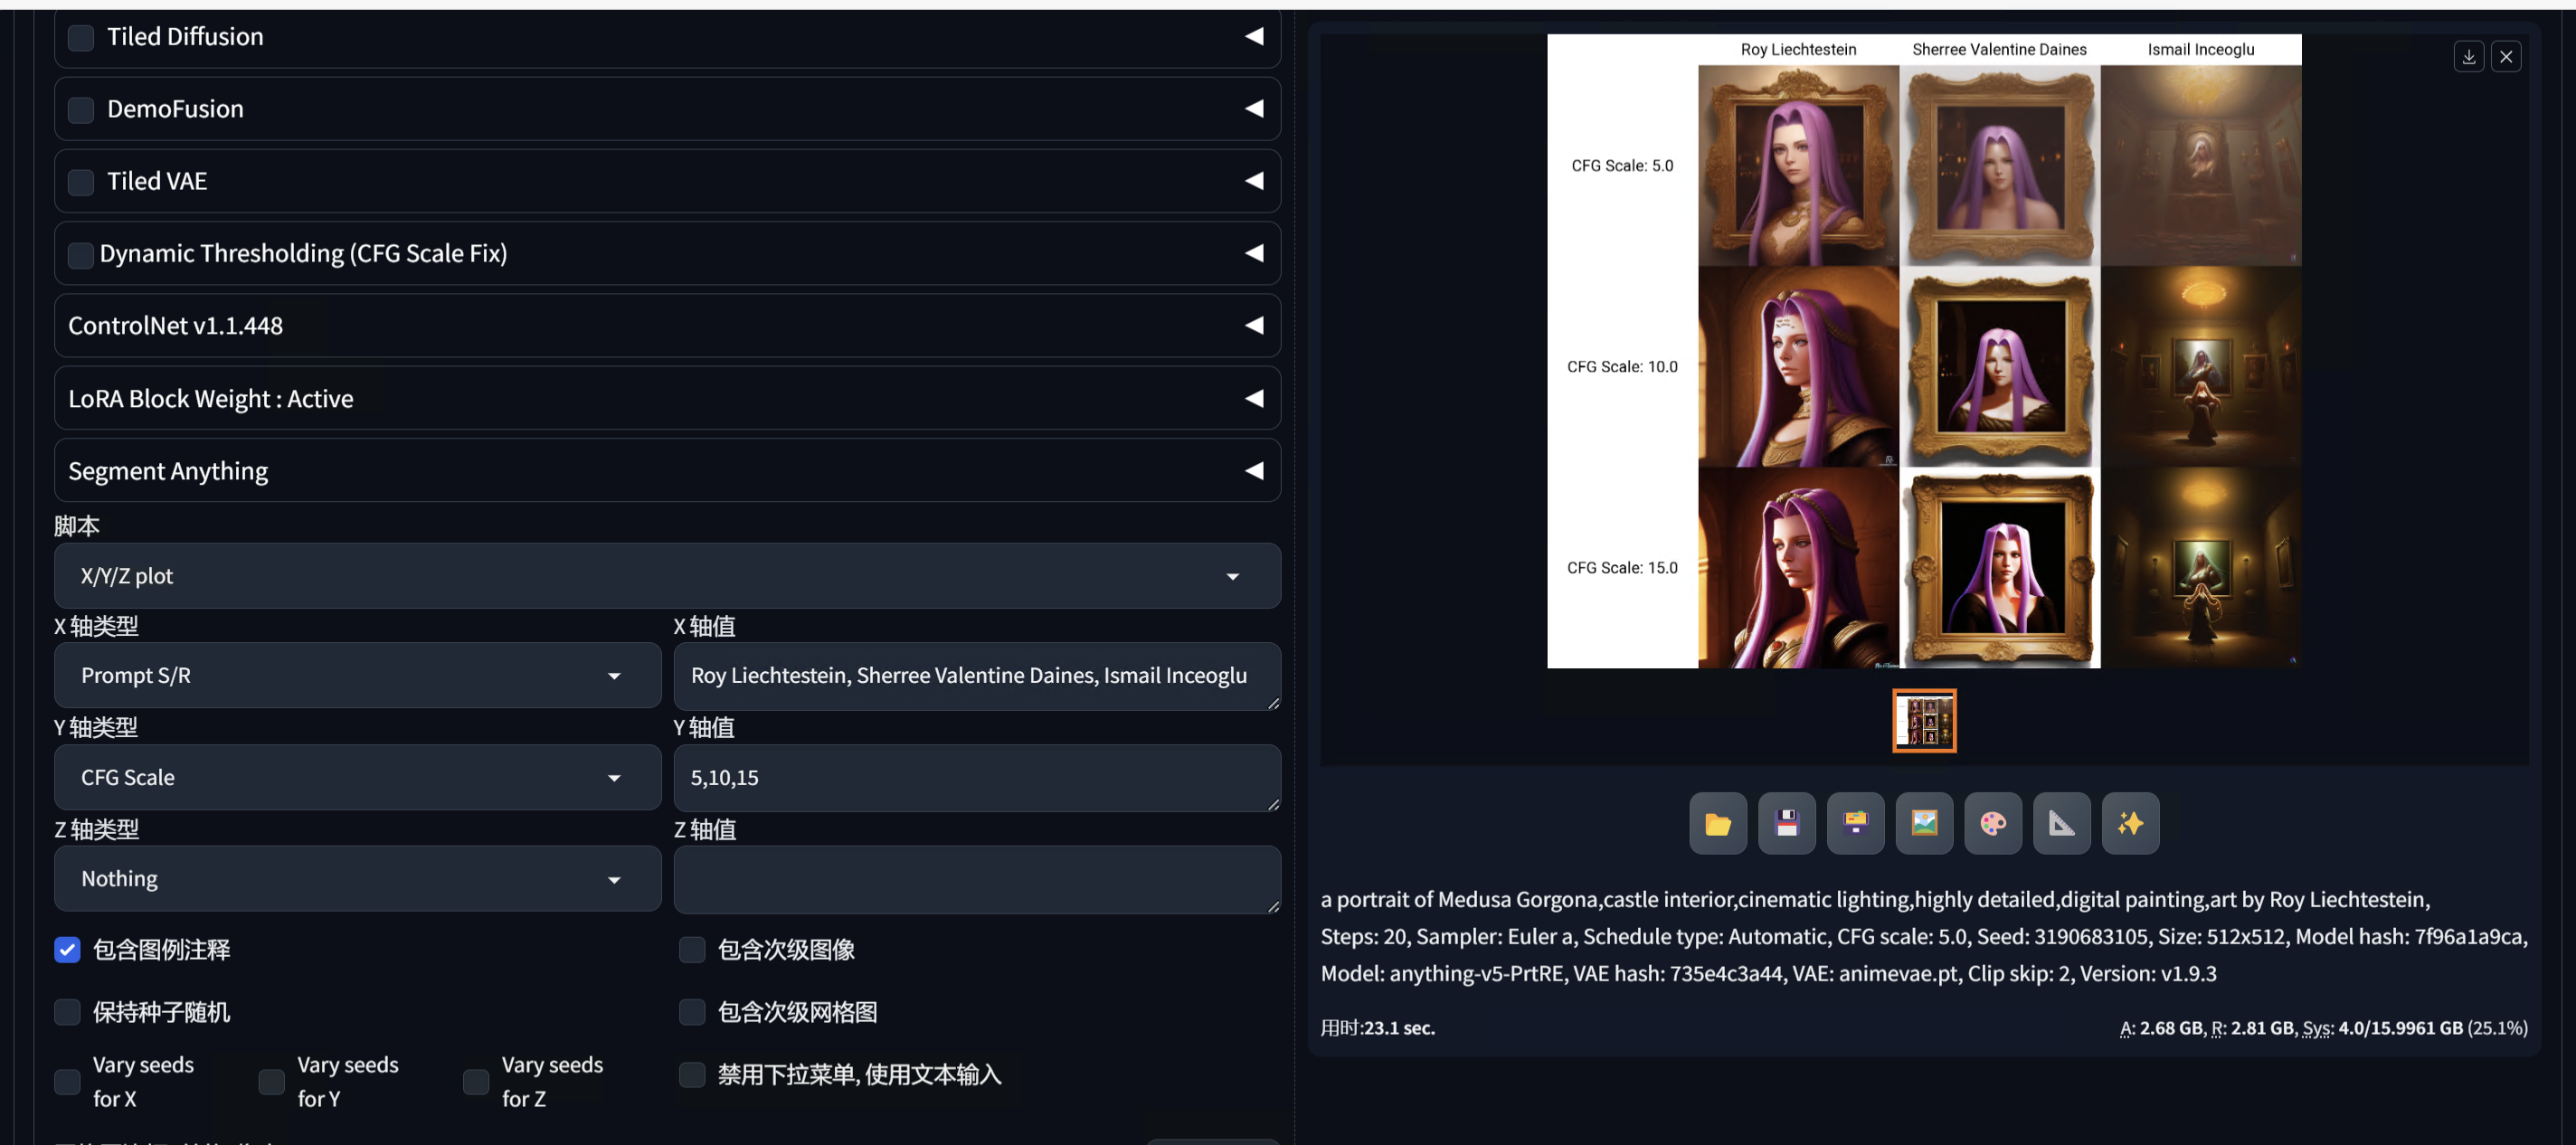 Tiled Diffusion
DemoFusion
Tiled VAE
Dynamic Thresholding (CFG Scale Fix)
ControlNet v1.1.448
LoRA Block Weight : Active
Segment Anything
脚本
X/Y/Z plot
X 轴类型
X 轴值
Prompt S/R
Roy Liechtestein, Sherree Valentine Daines, Ismail Inceoglu
Y 轴类型
Y 轴值
CFG Scale
5,10,15
Z 轴类型
Z 轴值
Nothing
包含图例注释
包含次级图像
保持种子随机
包含次级网格图
Vary seeds
for X
Vary seeds
for Y
Vary seeds
for Z
禁用下拉菜单, 使用文本输入
Roy Liechtestein
Sherree Valentine Daines
Ismail Inceoglu
CFG Scale: 5.0
CFG Scale: 10.0
CFG Scale: 15.0
a portrait of Medusa Gorgona,castle interior,cinematic lighting,highly detailed,digital painting,art by Roy Liechtestein,
Steps: 20, Sampler: Euler a, Schedule type: Automatic, CFG scale: 5.0, Seed: 3190683105, Size: 512x512, Model hash: 7f96a1a9ca,
Model: anything-v5-PrtRE, VAE hash: 735e4c3a44, VAE: animevae.pt, Clip skip: 2, Version: v1.9.3
用时:23.1 sec.
A: 2.68 GB, R: 2.81 GB, Sys: 4.0/15.9961 GB (25.1%)